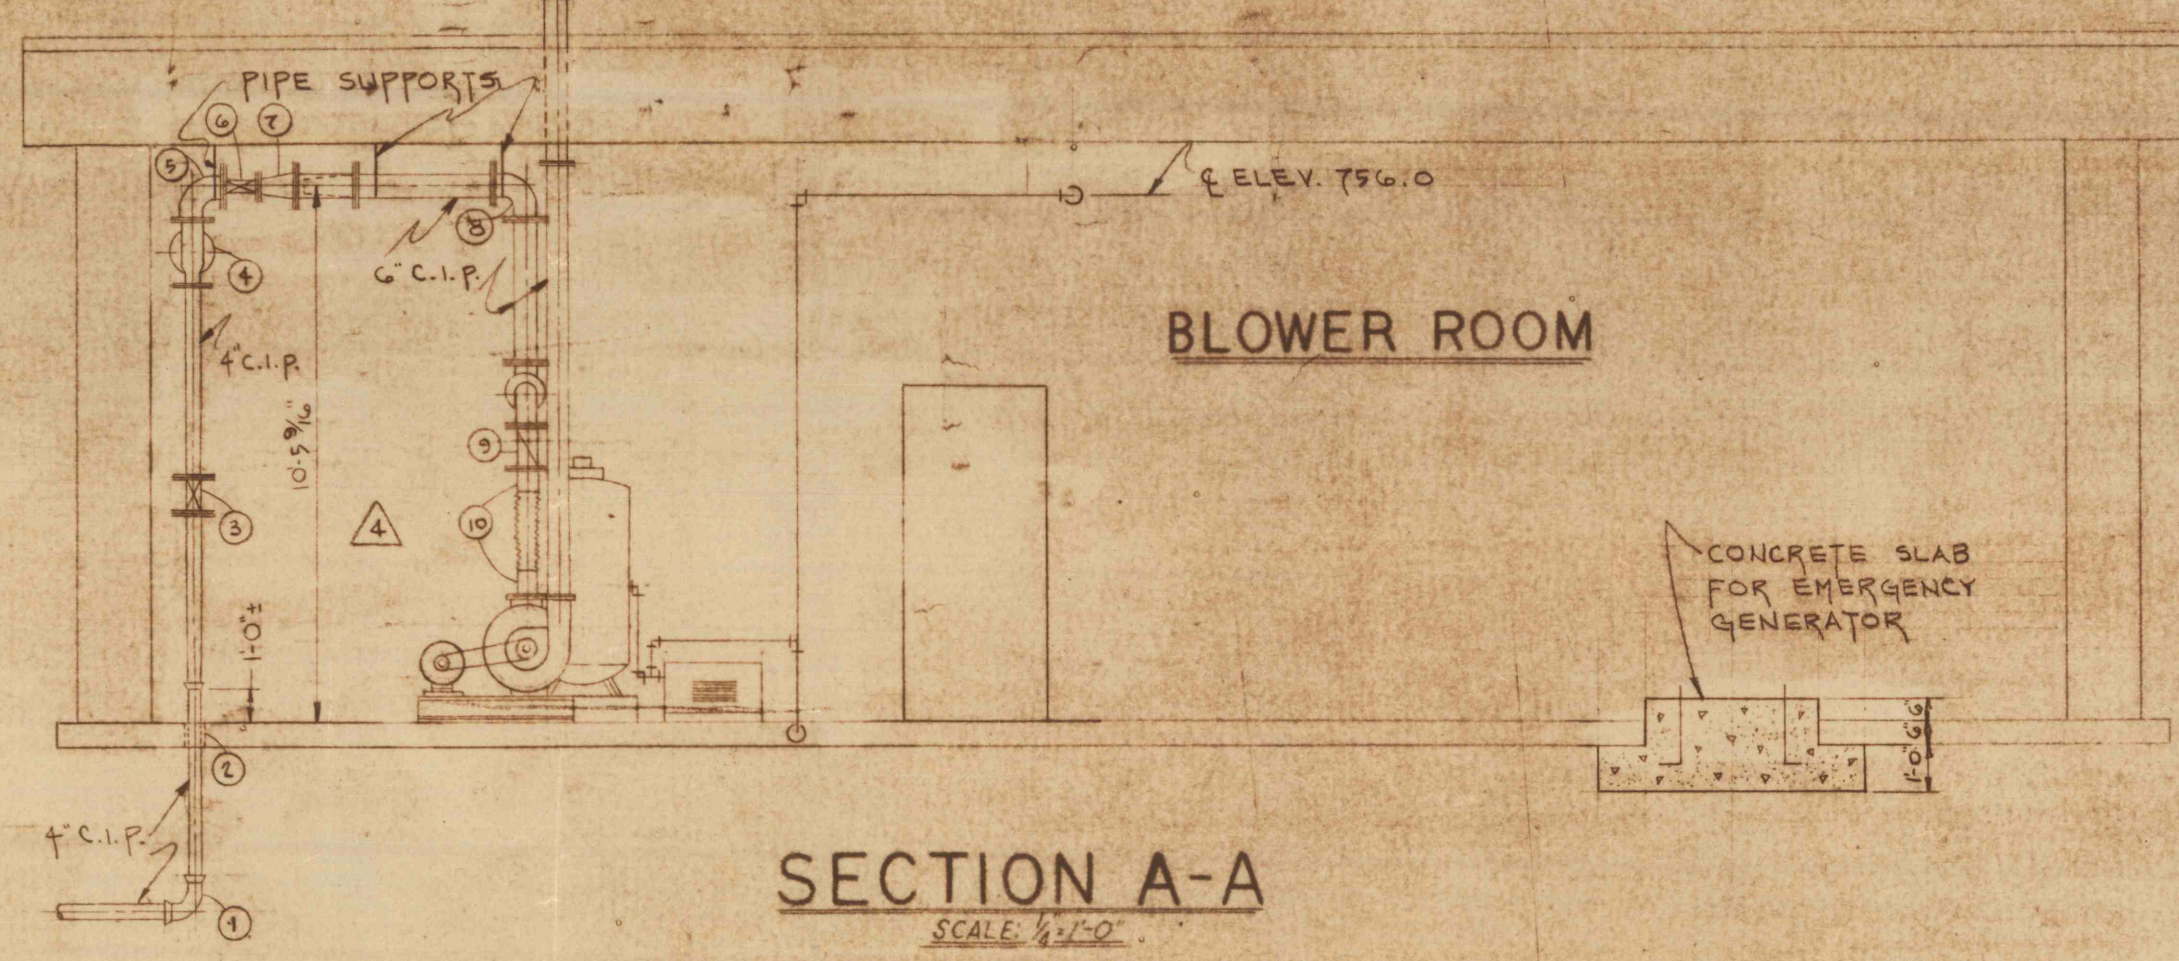 PIPE SUPPORTS
6
7
5
℄ ELEV. 756.0
8
4
6" C.I.P.
BLOWER ROOM
4" C.I.P.
10'-5 9/16"
9
10
3
4
CONCRETE SLAB
FOR EMERGENCY
GENERATOR
1'-0"±
6"
6"
1'-0"
2
4" C.I.P.
1
SECTION A-A
SCALE: 1/4"=1'-0"